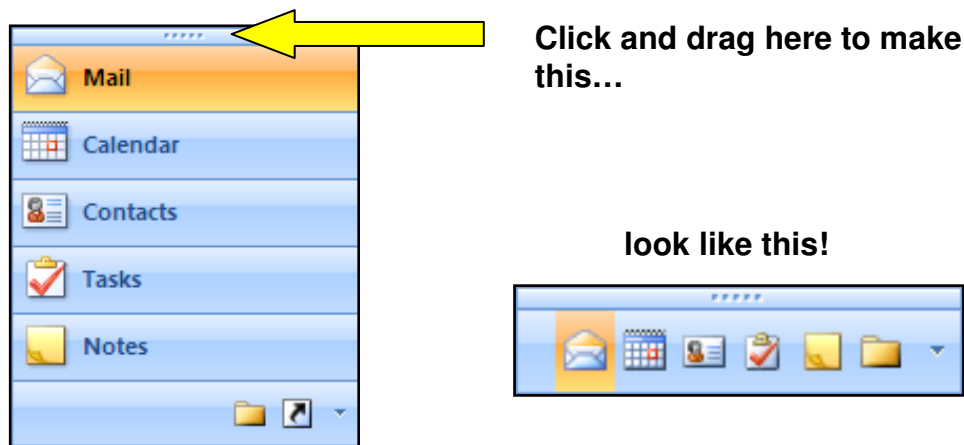 Click and drag here to make
this…
Mail
Calendar
Contacts
Tasks
Notes
look like this!